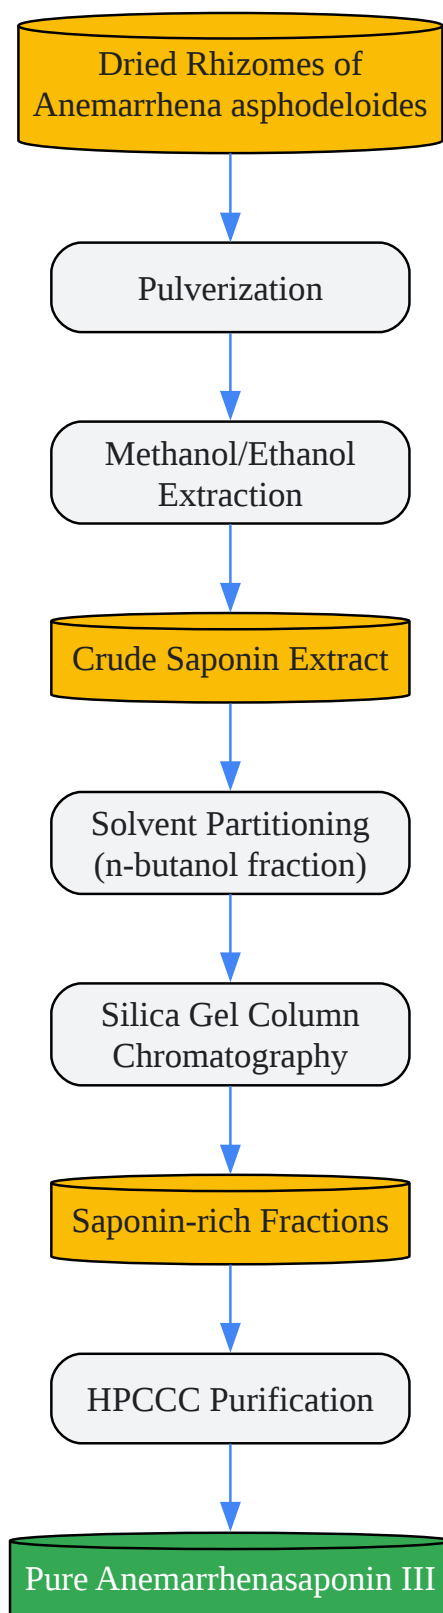 Dried Rhizomes of
Anemarrhena asphodeloides
Pulverization
Methanol/Ethanol
Extraction
Crude Saponin Extract
Solvent Partitioning
(n-butanol fraction)
Silica Gel Column
Chromatography
Saponin-rich Fractions
HPCCC Purification
Pure Anemarrhenasaponin III